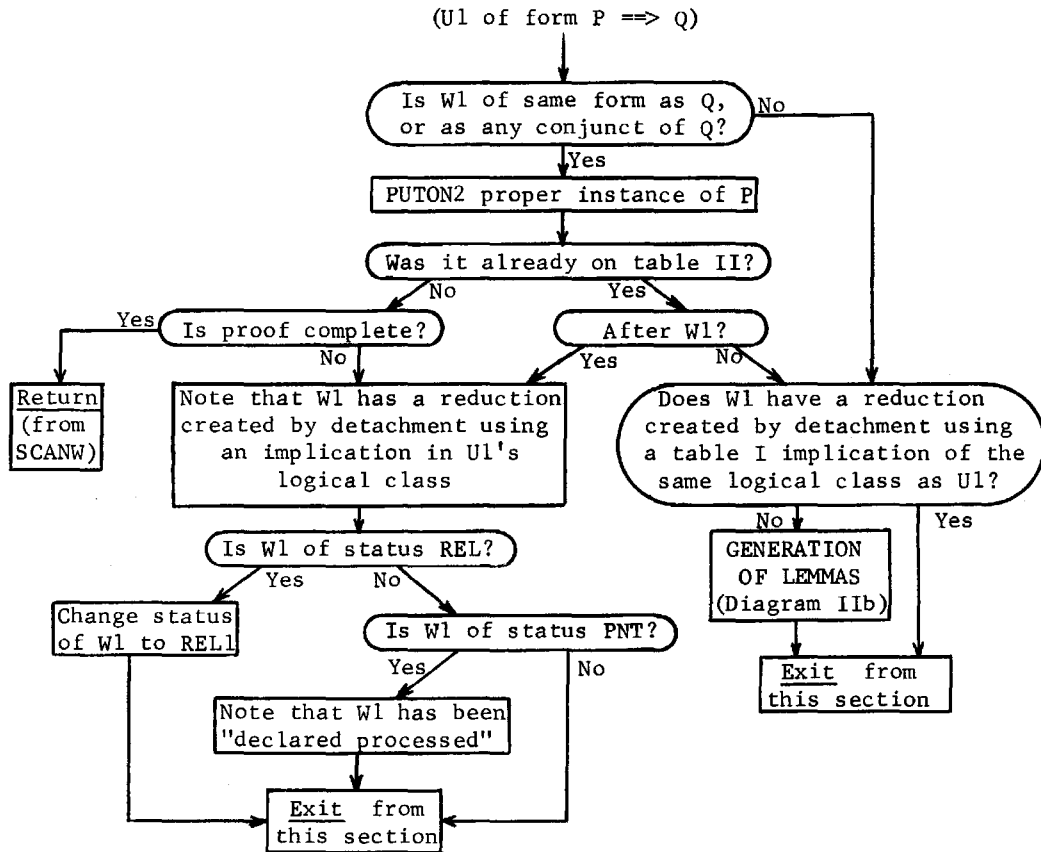 (U1 of form P ==> Q)
Is W1 of same form as Q,
or as any conjunct of Q?
No
Yes
PUTON2 proper instance of P
Was it already on table II?
No
Yes
Yes
Is proof complete?
After W1?
No
Yes
No
Return
(from
SCANW)
Note that W1 has a reduction
created by detachment using
an implication in U1's
logical class
Does W1 have a reduction
created by detachment using
a table I implication of the
same logical class as U1?
No
Yes
Is W1 of status REL?
Yes
No
GENERATION
OF LEMMAS
(Diagram IIb)
Change status
of W1 to REL1
Is W1 of status PNT?
Yes
No
Exit from
this section
Note that W1 has been
"declared processed"
Exit from
this section